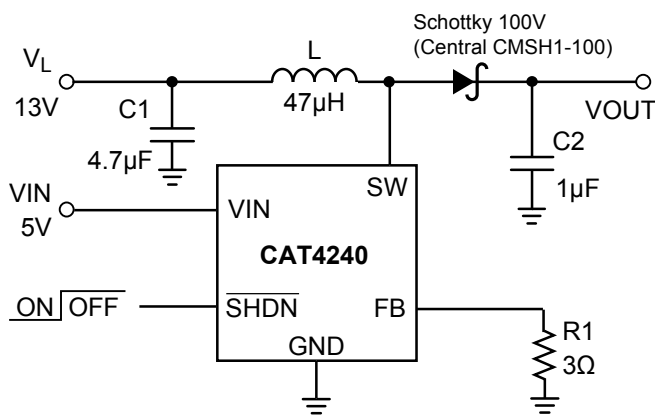 Schottky 100V
(Central CMSH1-100)
VL
L
13V
C1
47μH
VOUT
4.7μF
C2
1μF
SW
VIN
5V
VIN
CAT4240
ON OFF
SHDN
FB
R1
3Ω
GND